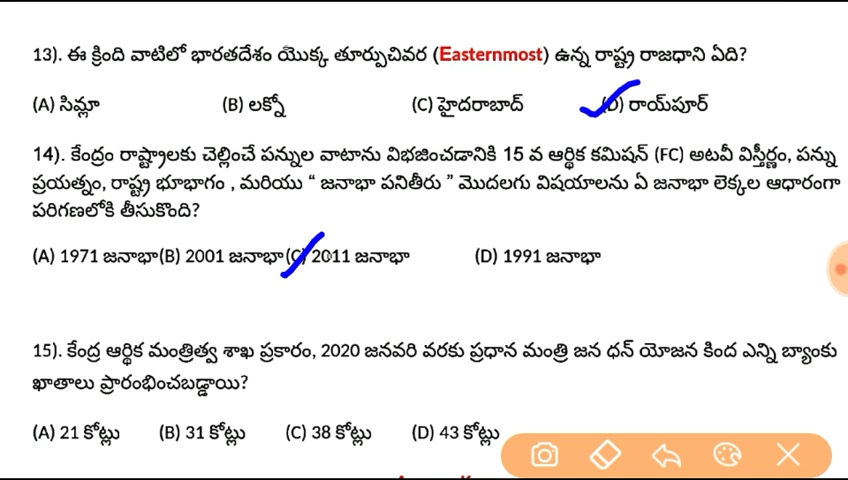 13). ఈ క్రింది వాటిలో భారతదేశం యొక్క తూర్పుచివర (Easternmost) ఉన్న రాష్ట్ర రాజధాని ఏది?
(A) సిమ్లా (B) లక్నో (C) హైదరాబాద్ (D) రాయ్‌పూర్
14). కేంద్రం రాష్ట్రాలకు చెల్లించే పన్నుల వాటాను విభజించడానికి 15 వ ఆర్థిక కమిషన్ (FC) అటవీ విస్తీర్ణం, పన్ను
ప్రయత్నం, రాష్ట్ర భూభాగం , మరియు “ జనాభా పనితీరు ” మొదలగు విషయాలను ఏ జనాభా లెక్కల ఆధారంగా
పరిగణలోకి తీసుకొంది?
(A) 1971 జనాభా(B) 2001 జనాభా(C) 2011 జనాభా (D) 1991 జనాభా
15). కేంద్ర ఆర్థిక మంత్రిత్వ శాఖ ప్రకారం, 2020 జనవరి వరకు ప్రధాన మంత్రి జన ధన్ యోజన కింద ఎన్ని బ్యాంకు
ఖాతాలు ప్రారంభించబడ్డాయి?
(A) 21 కోట్లు (B) 31 కోట్లు (C) 38 కోట్లు (D) 43 కోట్లు